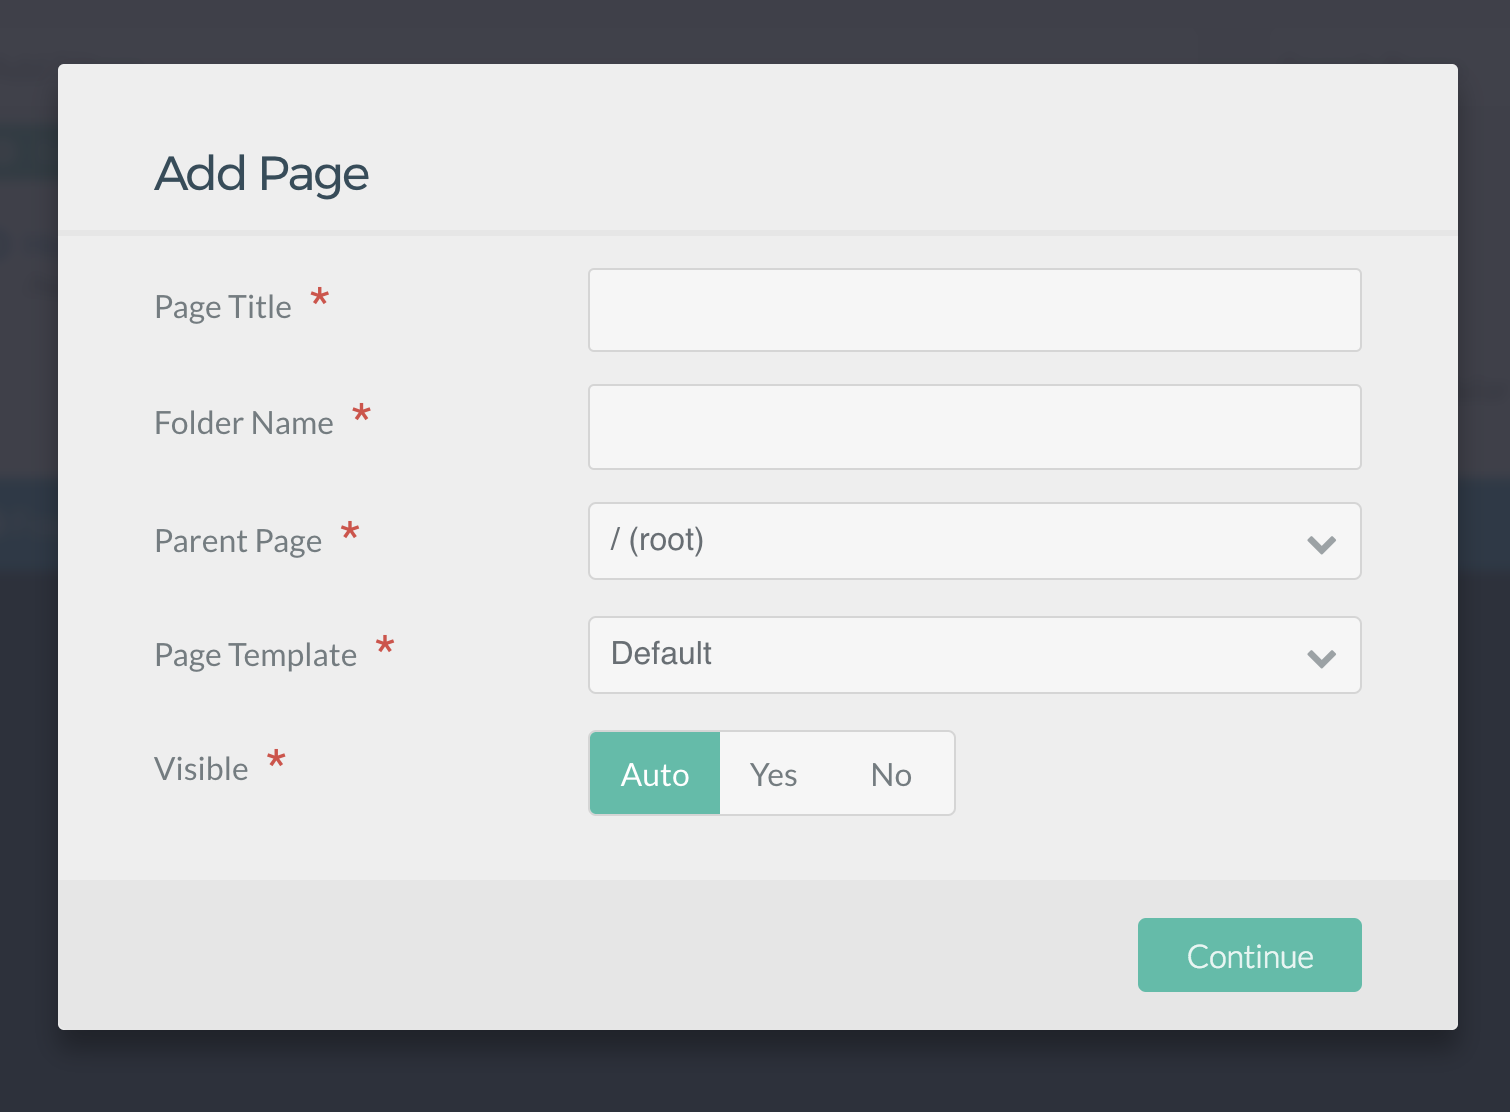 Add Page
Page Title *
Folder Name *
Parent Page * / (root)
Page Template * Default
Visible * Auto Yes No
Continue